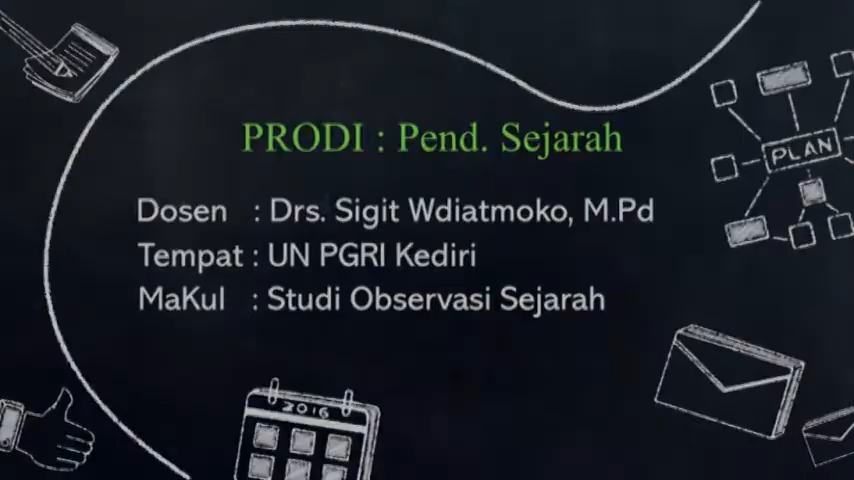 PRODI : Pend. Sejarah
Dosen : Drs. Sigit Wdiatmoko, M.Pd
Tempat : UN PGRI Kediri
MaKul : Studi Observasi Sejarah
PLAN
2016